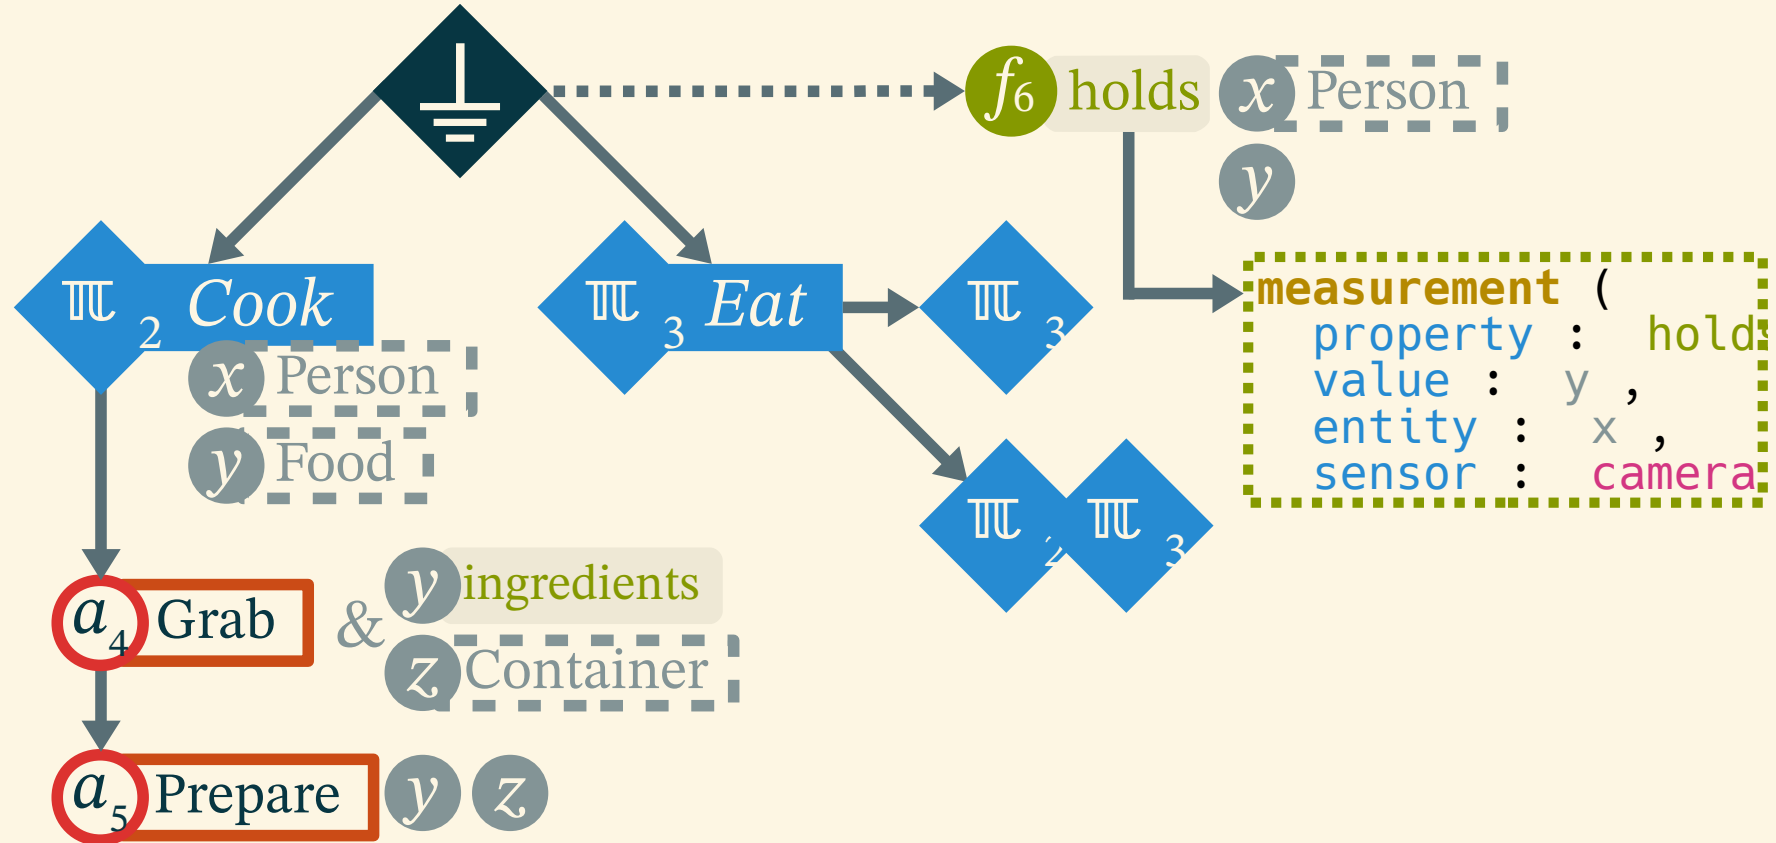 f6 holds x Person
y
ℼ 2 Cook
x Person
y Food
ℼ 3 Eat
ℼ 3
ℼ 2 ℼ 3
measurement (
property : holds
value : y ,
entity : x ,
sensor : camera
a4 Grab & y ingredients
z Container
a5 Prepare y z